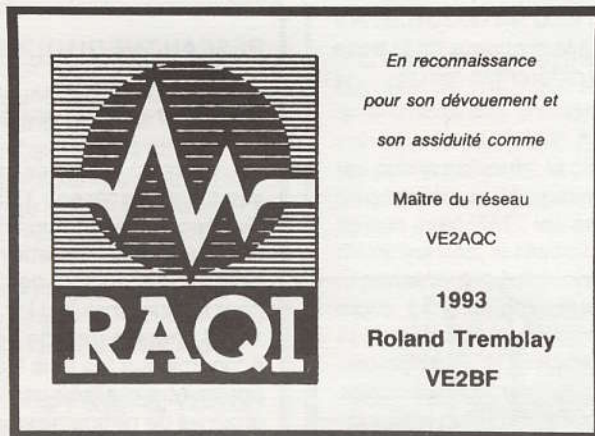 En reconnaissance
pour son dévouement et
son assiduité comme
Maître du réseau
VE2AQC
1993
Roland Tremblay
VE2BF
RAQI